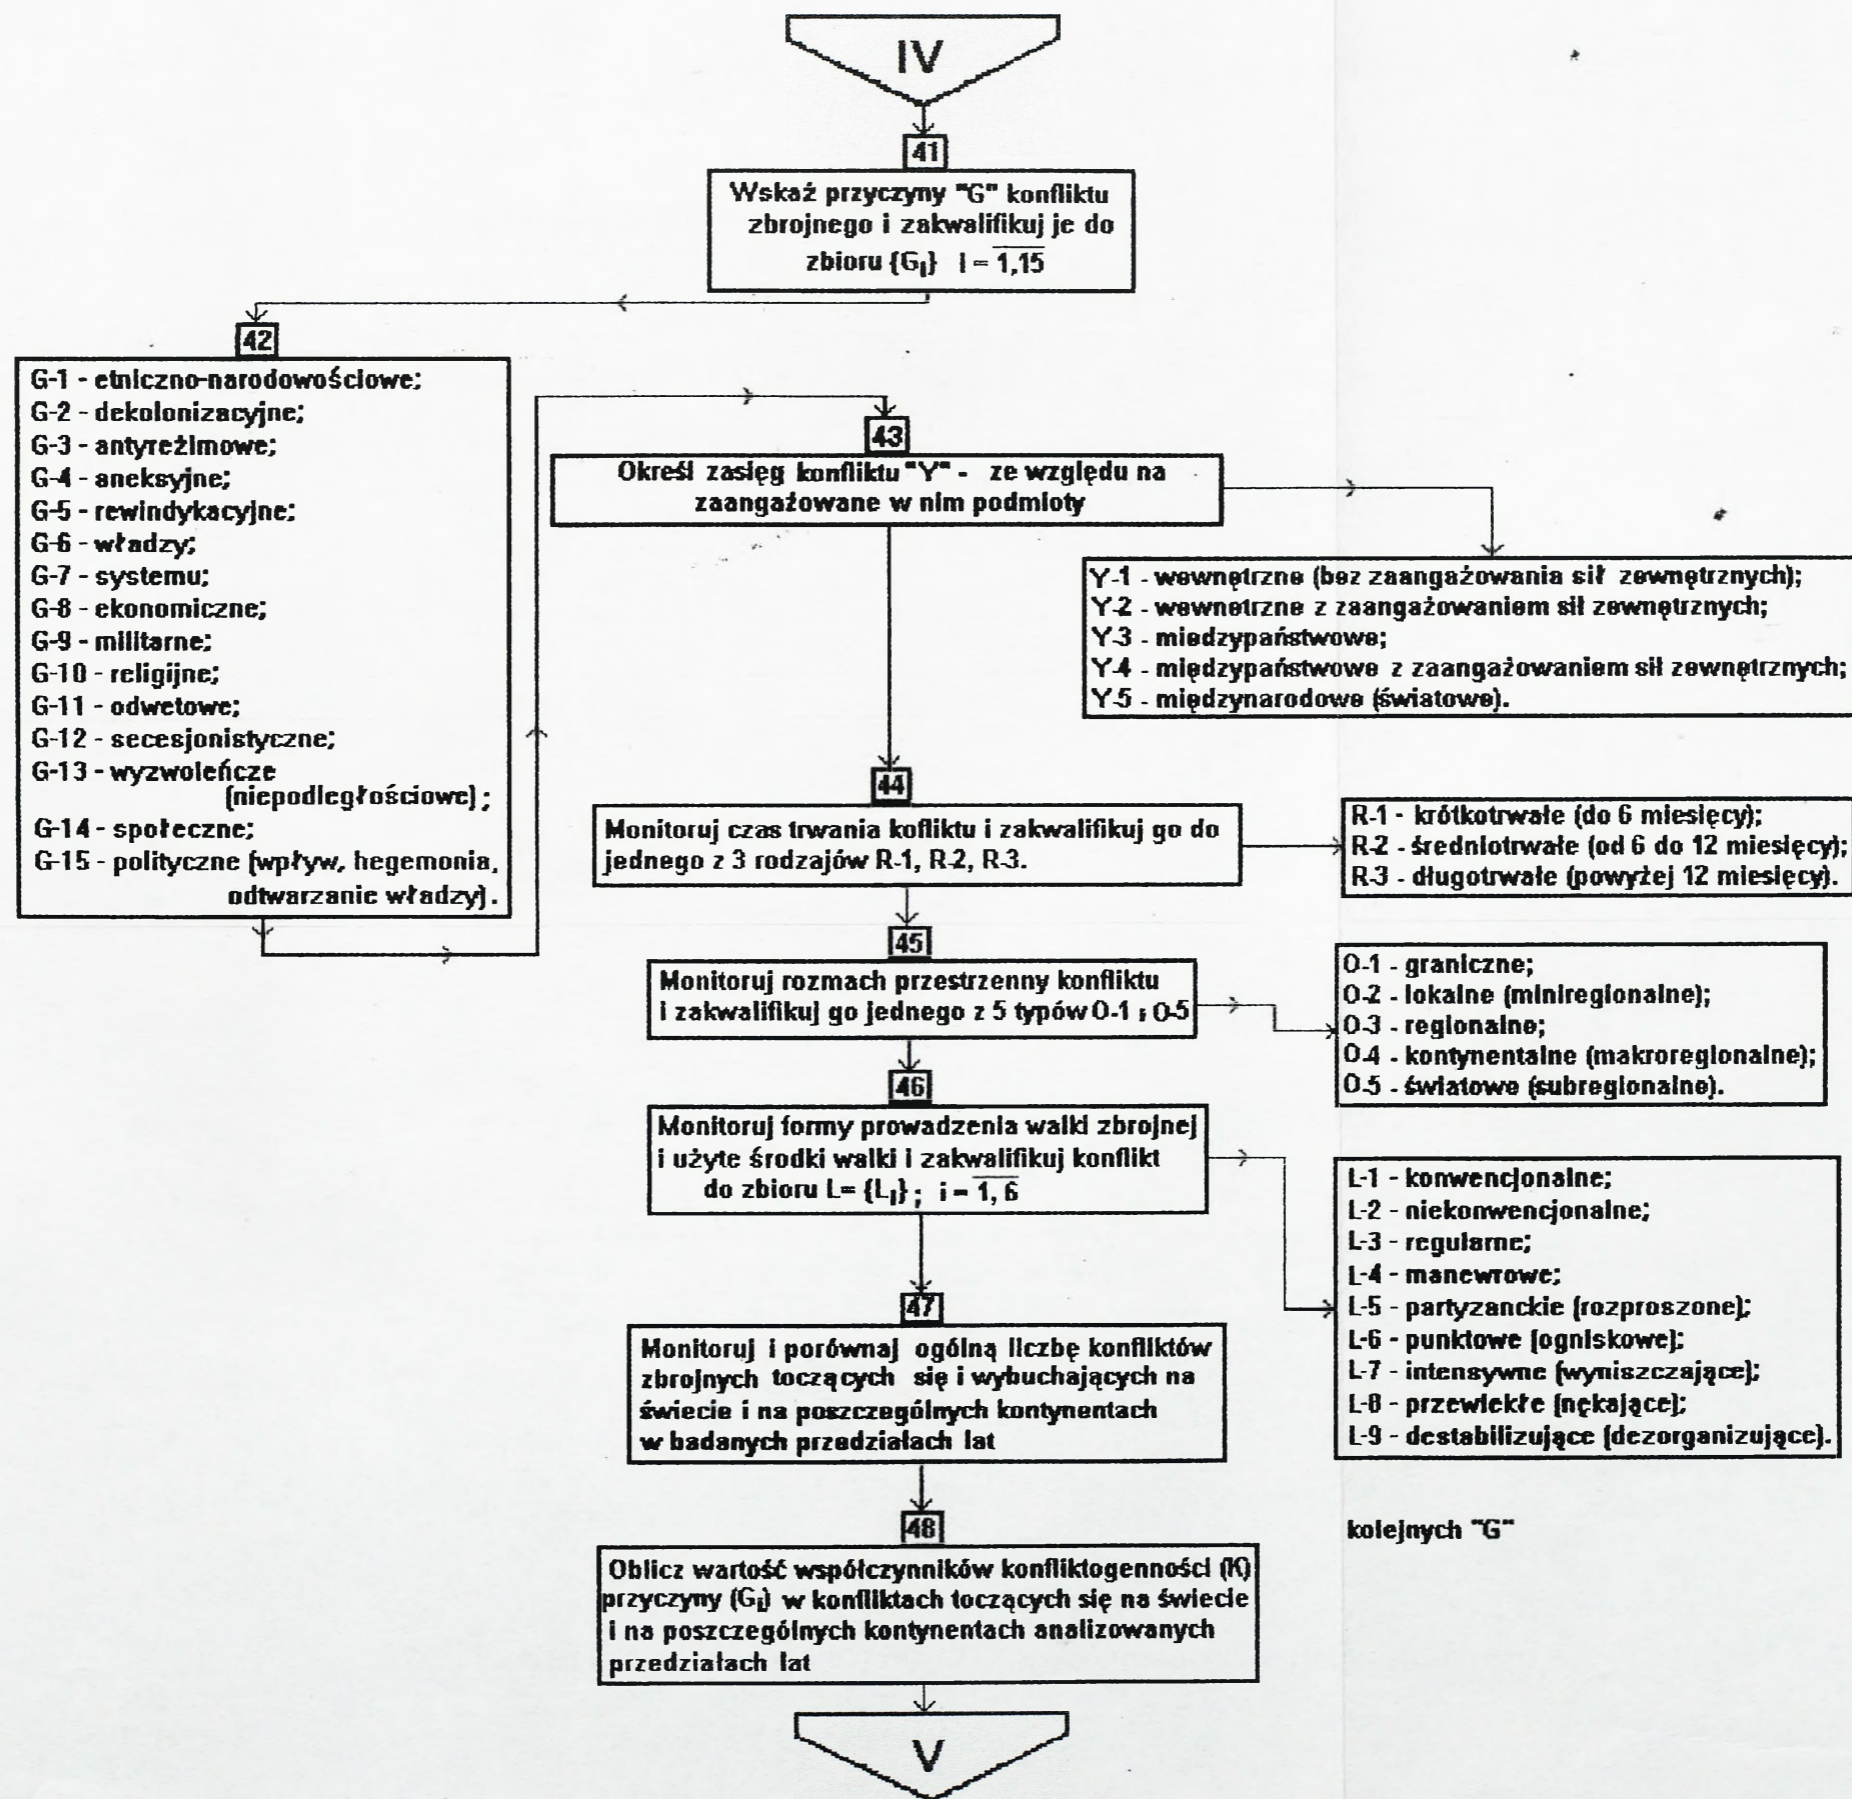 IV
41
Wskaż przyczyny "G" konfliktu
zbrojnego i zakwalifikuj je do
zbioru {Gi} I = 1,15
42
G-1 - etniczno-narodowościowe;
G-2 - dekolonizacyjne;
G-3 - antyreżimowe;
G-4 - aneksyjne;
G-5 - rewindykacyjne;
G-6 - władzy;
G-7 - systemu;
G-8 - ekonomiczne;
G-9 - militarne;
G-10 - religijne;
G-11 - odwetowe;
G-12 - secesjonistyczne;
G-13 - wyzwoleńcze
(niepodległościowe) ;
G-14 - społeczne;
G-15 - polityczne (wpływ, hegemonia,
odtwarzanie władzy) .
43
Określ zasięg konfliktu "Y" - ze względu na
zaangażowane w nim podmioty
Y-1 - wewnętrzne (bez zaangażowania sił zewnętrznych);
Y-2 - wewnetrzne z zaangażowaniem sił zewnętrznych;
Y-3 - miedzypaństwowe;
Y-4 - międzypaństwowe z zaangażowaniem sił zewnętrznych;
Y-5 - międzynarodowe (światowe).
44
Monitoruj czas trwania kofliktu i zakwalifikuj go do
jednego z 3 rodzajów R-1, R-2, R-3.
R-1 - krótkotrwałe (do 6 miesięcy);
R-2 - średniotrwałe (od 6 do 12 miesięcy);
R-3 - długotrwałe (powyżej 12 miesięcy).
45
Monitoruj rozmach przestrzenny konfliktu
i zakwalifikuj go jednego z 5 typów O-1 ; O-5
O-1 - graniczne;
O-2 - lokalne (miniregionalne);
O-3 - regionalne;
O-4 - kontynentalne (makroregionalne);
O-5 - światowe (subregionalne).
46
Monitoruj formy prowadzenia walki zbrojnej
i użyte środki walki i zakwalifikuj konflikt
do zbioru L= {Li} ; i = 1, 6
L-1 - konwencjonalne;
L-2 - niekonwencjonalne;
L-3 - regularne;
L-4 - manewrowe;
L-5 - partyzanckie (rozproszone);
L-6 - punktowe (ogniskowe);
L-7 - intensywne (wyniszczające);
L-8 - przewlekłe (nękające);
L-9 - destabilizujące (dezorganizujące).
47
Monitoruj i porównaj ogólną liczbę konfliktów
zbrojnych toczących się i wybuchających na
świecie i na poszczególnych kontynentach
w badanych przedziałach lat
48
kolejnych "G"
Oblicz wartość współczynników konfliktogenności (K)
przyczyny (Gi) w konfliktach toczących się na świecie
i na poszczególnych kontynentach analizowanych
przedziałach lat
V